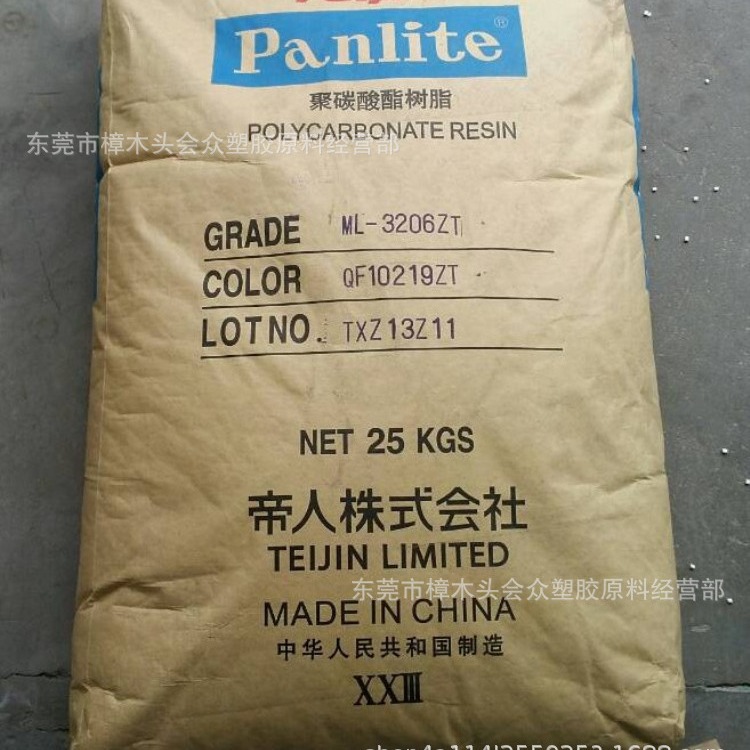 Panlite®
聚碳酸酯树脂
POLYCARBONATE RESIN
东莞市樟木头会众塑胶原料经营部
GRADE ML-3206ZT
COLOR QF10219ZT
LOT NO. TXZ13Z11
NET 25 KGS
帝人株式会社
TEIJIN LIMITED
东莞市樟木头会众塑胶原料经营部
MADE IN CHINA
中华人民共和国制造
XXIII